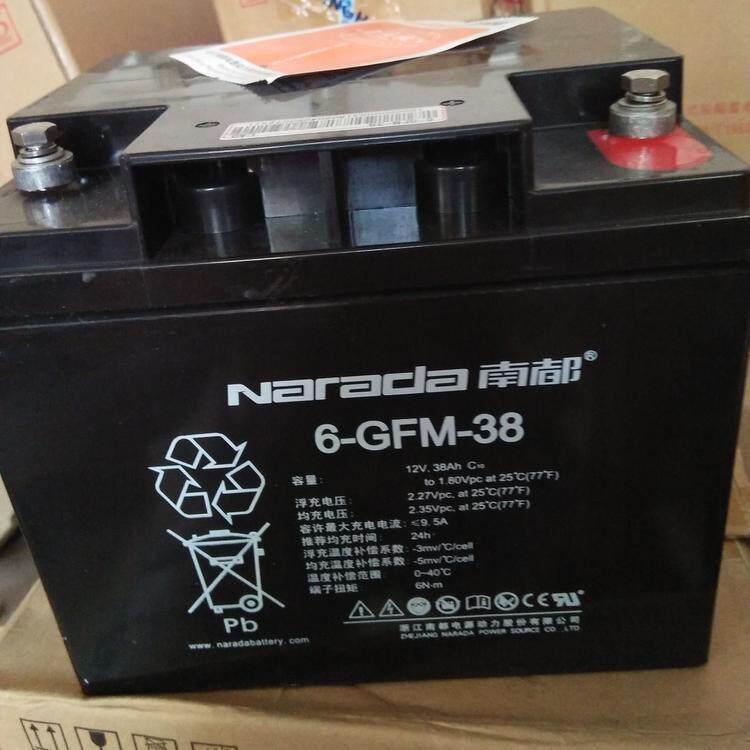 Narada 南都®
6-GFM-38
容量: 12V, 38Ah C₁₀
to 1.80Vpc at 25℃(77℉)
浮充电压: 2.27Vpc, at 25℃(77℉)
均充电压: 2.35Vpc, at 25℃(77℉)
容许最大充电电流: ≤9.5A
推荐均充时间: 24h
浮充温度补偿系数: -3mv/℃/cell
均充温度补偿系数: -5mv/℃/cell
温度补偿范围: 0~40℃
端子扭矩 6N·m
Pb
www.naradabattery.com
CE
浙江南都电源动力股份有限公司
ZHEJIANG NARADA POWER SOURCE CO.,LTD